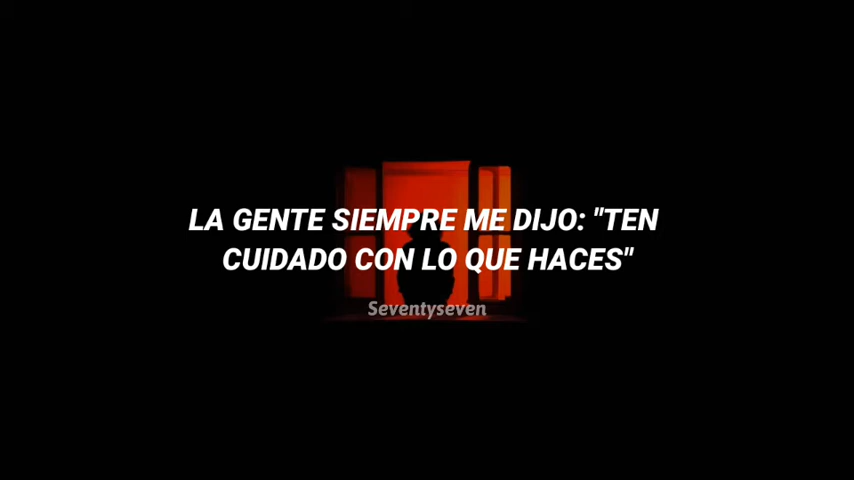 LA GENTE SIEMPRE ME DIJO: "TEN
CUIDADO CON LO QUE HACES"
Seventyseven